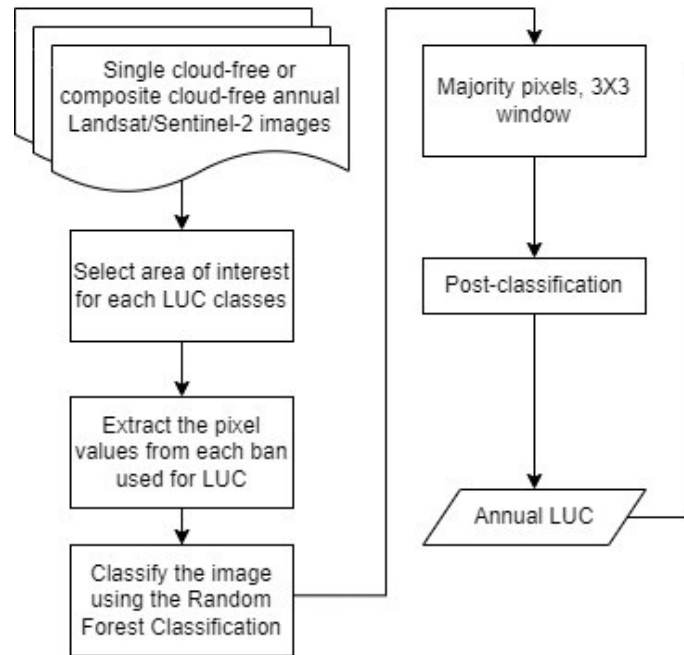 Single cloud-free or
composite cloud-free annual
Landsat/Sentinel-2 images
Select area of interest
for each LUC classes
Extract the pixel
values from each ban
used for LUC
Classify the image
using the Random
Forest Classification
Majority pixels, 3X3
window
Post-classification
Annual LUC